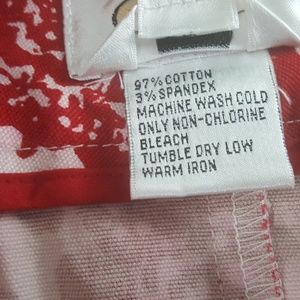 97% COTTON
3% SPANDEX
MACHINE WASH COLD
ONLY NON-CHLORINE
BLEACH
TUMBLE DRY LOW
WARM IRON